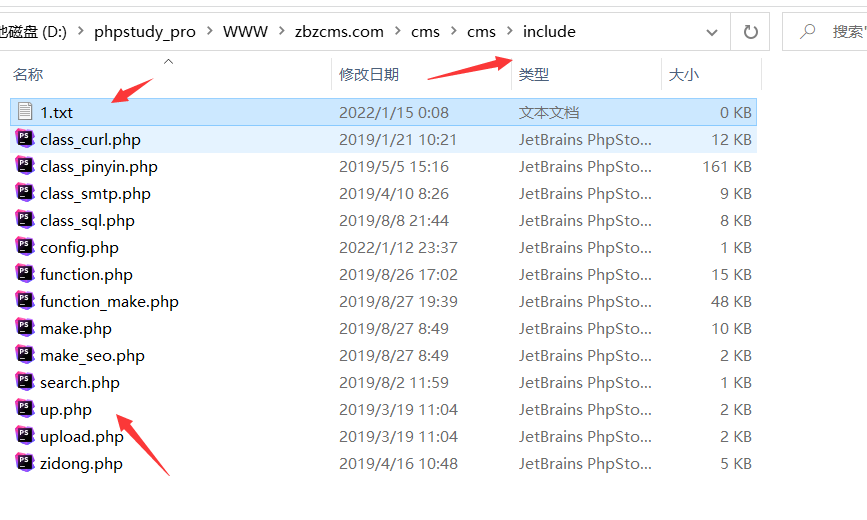 他磁盘 (D:) > phpstudy_pro > WWW > zbzcms.com > cms > cms > include 搜索"
名称 修改日期 类型 大小
1.txt 2022/1/15 0:08 文本文档 0 KB
class_curl.php 2019/1/21 10:21 JetBrains PhpSto... 12 KB
class_pinyin.php 2019/5/5 15:16 JetBrains PhpSto... 161 KB
class_smtp.php 2019/4/10 8:26 JetBrains PhpSto... 9 KB
class_sql.php 2019/8/8 21:44 JetBrains PhpSto... 8 KB
config.php 2022/1/12 23:37 JetBrains PhpSto... 1 KB
function.php 2019/8/26 17:02 JetBrains PhpSto... 15 KB
function_make.php 2019/8/27 19:39 JetBrains PhpSto... 48 KB
make.php 2019/8/27 8:49 JetBrains PhpSto... 10 KB
make_seo.php 2019/8/27 8:49 JetBrains PhpSto... 2 KB
search.php 2019/8/2 11:59 JetBrains PhpSto... 1 KB
up.php 2019/3/19 11:04 JetBrains PhpSto... 2 KB
upload.php 2019/3/19 11:04 JetBrains PhpSto... 2 KB
zidong.php 2019/4/16 10:48 JetBrains PhpSto... 5 KB